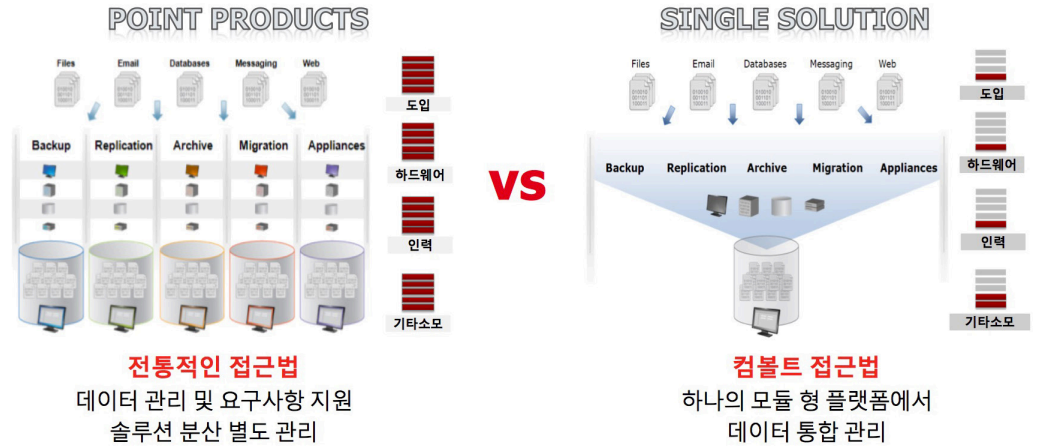 POINT PRODUCTS
Files Email Databases Messaging Web
도입
Backup Replication Archive Migration Appliances
하드웨어
인력
기타소모
전통적인 접근법
데이터 관리 및 요구사항 지원
솔루션 분산 별도 관리
VS
SINGLE SOLUTION
Files Email Databases Messaging Web
도입
Backup Replication Archive Migration Appliances
하드웨어
인력
기타소모
컴볼트 접근법
하나의 모듈 형 플랫폼에서
데이터 통합 관리